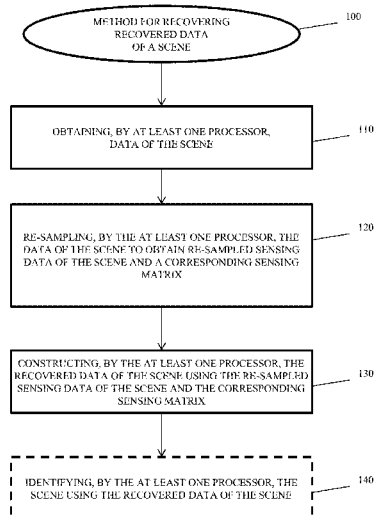 METHOD FOR RECOVERING
RECOVERED DATA
OF A SCENE
100
OBTAINING, BY AT LEAST ONE PROCESSOR,
DATA OF THE SCENE
110
RE-SAMPLING, BY THE AT LEAST ONE PROCESSOR, THE
DATA OF THE SCENE TO OBTAIN RE-SAMPLED SENSING
DATA OF THE SCENE AND A CORRESPONDING SENSING
MATRIX
120
CONSTRUCTING, BY THE AT LEAST ONE PROCESSOR, THE
RECOVERED DATA OF THE SCENE USING THE RE-SAMPLED
SENSING DATA OF THE SCENE AND THE CORRESPONDING
SENSING MATRIX
130
IDENTIFYING, BY THE AT LEAST ONE PROCESSOR, THE
SCENE USING THE RECOVERED DATA OF THE SCENE
140